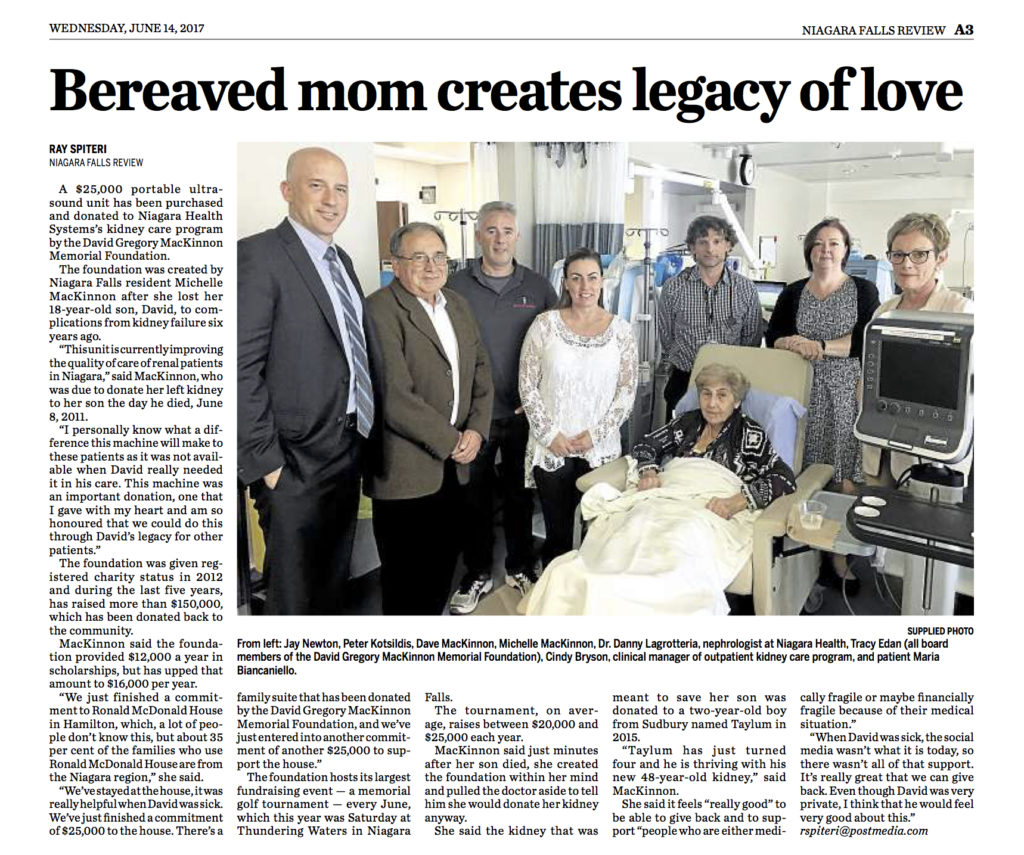 WEDNESDAY, JUNE 14, 2017
NIAGARA FALLS REVIEW A3
Bereaved mom creates legacy of love
RAY SPITERI
NIAGARA FALLS REVIEW
A $25,000 portable ultra-
sound unit has been purchased
and donated to Niagara Health
Systems's kidney care program
by the David Gregory MacKinnon
Memorial Foundation.
The foundation was created by
Niagara Falls resident Michelle
MacKinnon after she lost her
18-year-old son, David, to com-
plications from kidney failure six
years ago.
“This unit is currently improving
the quality of care of renal patients
in Niagara,” said MacKinnon, who
was due to donate her left kidney
to her son the day he died, June
8, 2011.
“I personally know what a dif-
ference this machine will make to
these patients as it was not avail-
able when David really needed
it in his care. This machine was
an important donation, one that
I gave with my heart and am so
honoured that we could do this
through David's legacy for other
patients.”
The foundation was given reg-
istered charity status in 2012
and during the last five years,
has raised more than $150,000,
which has been donated back to
the community.
MacKinnon said the founda-
tion provided $12,000 a year in
scholarships, but has upped that
amount to $16,000 per year.
“We just finished a commit-
ment to Ronald McDonald House
in Hamilton, which, a lot of peo-
ple don't know this, but about 35
per cent of the families who use
Ronald McDonald House are from
the Niagara region,” she said.
“We've stayed at the house, it was
really helpful when David was sick.
We've just finished a commitment
of $25,000 to the house. There's a
SUPPLIED PHOTO
From left: Jay Newton, Peter Kotsildis, Dave MacKinnon, Michelle MacKinnon, Dr. Danny Lagrotteria, nephrologist at Niagara Health, Tracy Edan (all board
members of the David Gregory MacKinnon Memorial Foundation), Cindy Bryson, clinical manager of outpatient kidney care program, and patient Maria
Biancaniello.
family suite that has been donated
by the David Gregory MacKinnon
Memorial Foundation, and we've
just entered into another commit-
ment of another $25,000 to sup-
port the house.”
The foundation hosts its largest
fundraising event — a memorial
golf tournament — every June,
which this year was Saturday at
Thundering Waters in Niagara
Falls.
The tournament, on aver-
age, raises between $20,000 and
$25,000 each year.
MacKinnon said just minutes
after her son died, she created
the foundation within her mind
and pulled the doctor aside to tell
him she would donate her kidney
anyway.
She said the kidney that was
meant to save her son was
donated to a two-year-old boy
from Sudbury named Taylum in
2015.
“Taylum has just turned
four and he is thriving with his
new 48-year-old kidney,” said
MacKinnon.
She said it feels “really good” to
be able to give back and to sup-
port “people who are either medi-
cally fragile or maybe financially
fragile because of their medical
situation.”
“When David was sick, the social
media wasn't what it is today, so
there wasn't all of that support.
It's really great that we can give
back. Even though David was very
private, I think that he would feel
very good about this.”
rspiteri@postmedia.com